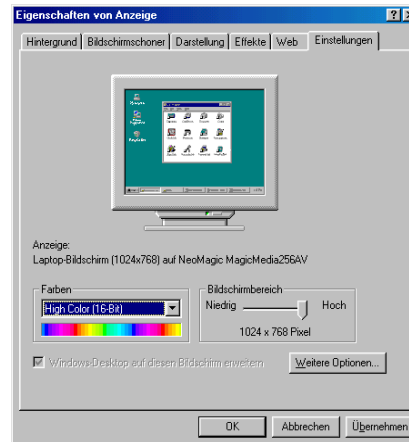 Eigenschaften von Anzeige
Hintergrund Bildschirmschoner Darstellung Effekte Web Einstellungen
Anzeige:
Laptop-Bildschirm (1024x768) auf NeoMagic MagicMedia256AV
Farben
High Color (16-Bit)
Bildschirmbereich
Niedrig Hoch
1024 x 768 Pixel
Windows-Desktop auf diesen Bildschirm erweitern
Weitere Optionen...
OK Abbrechen Übernehmen